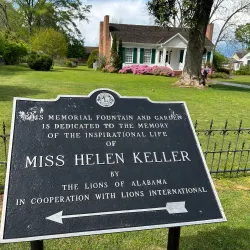 THIS MEMORIAL FOUNTAIN AND GARDEN
IS DEDICATED TO THE MEMORY
OF THE INSPIRATIONAL LIFE
OF
MISS HELEN KELLER
BY
THE LIONS OF ALABAMA
IN COOPERATION WITH LIONS INTERNATIONAL